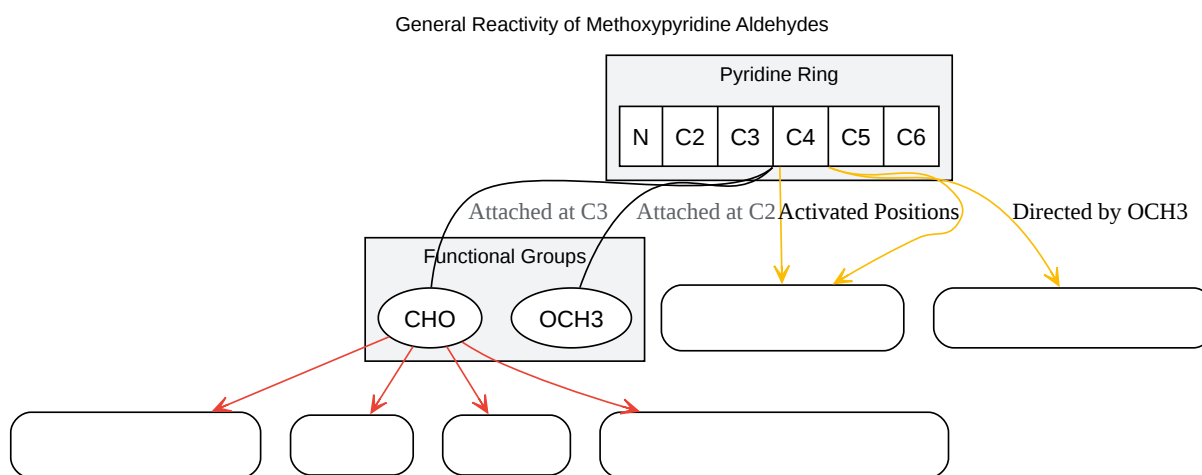 General Reactivity of Methoxypyridine Aldehydes
Pyridine Ring
N C2 C3 C4 C5 C6
Attached at C3 Attached at C2 Activated Positions Directed by OCH3
Functional Groups
CHO OCH3